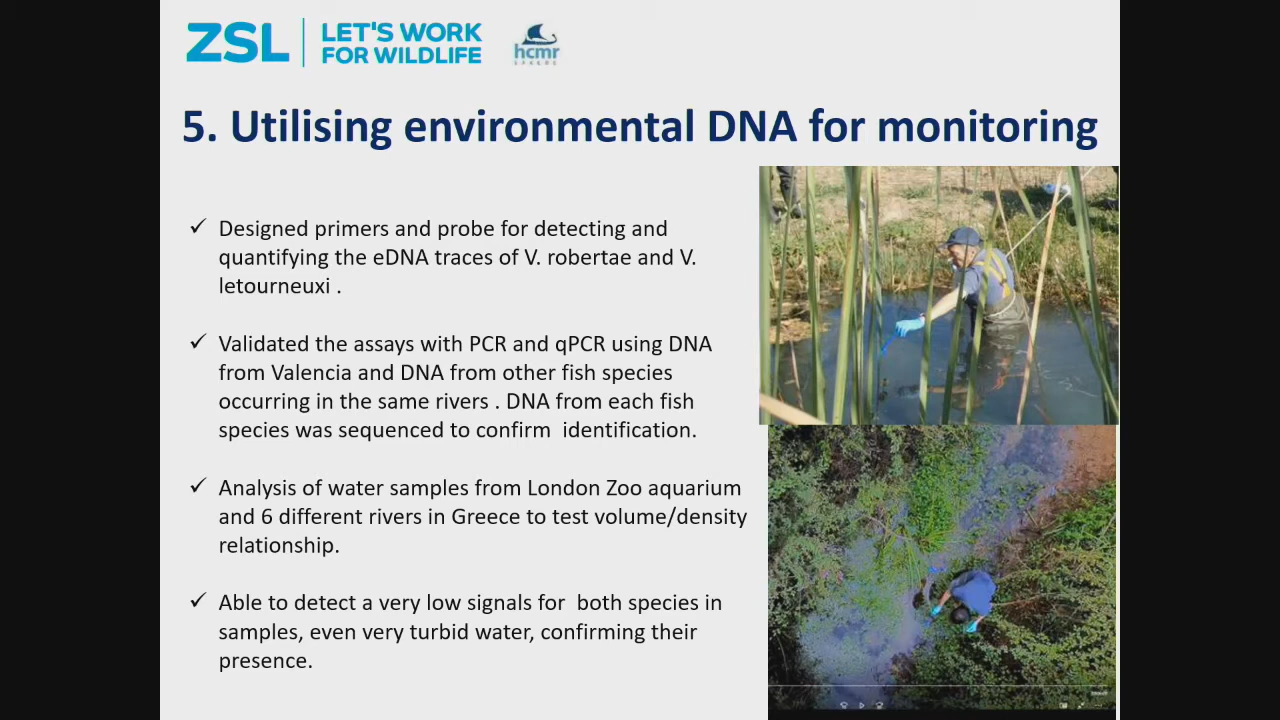 ZSL
LET'S WORK
FOR WILDLIFE
hcmr
5. Utilising environmental DNA for monitoring
✓ Designed primers and probe for detecting and
quantifying the eDNA traces of V. robertae and V.
letourneuxi .
✓ Validated the assays with PCR and qPCR using DNA
from Valencia and DNA from other fish species
occurring in the same rivers . DNA from each fish
species was sequenced to confirm  identification.
✓ Analysis of water samples from London Zoo aquarium
and 6 different rivers in Greece to test volume/density
relationship.
✓ Able to detect a very low signals for  both species in
samples, even very turbid water, confirming their
presence.